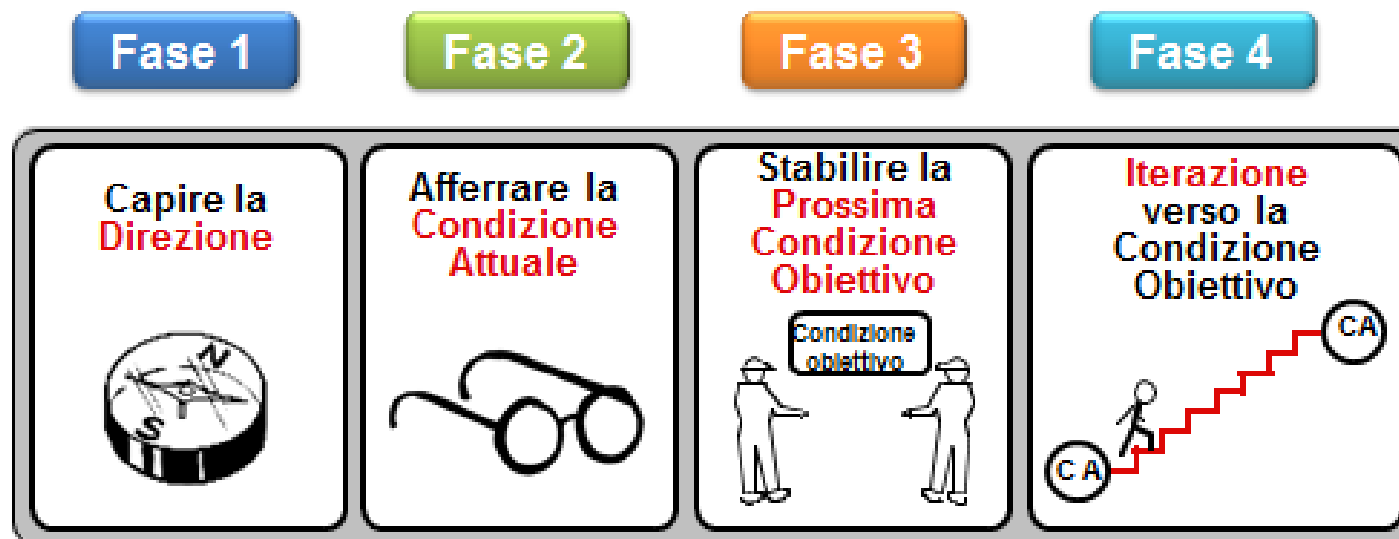 Fase 1
Fase 2
Fase 3
Fase 4
Capire la
Direzione
Afferrare la
Condizione
Attuale
Stabilire la
Prossima
Condizione
Obiettivo
Condizione
obiettivo
Iterazione
verso la
Condizione
Obiettivo
N
S
CA
CA